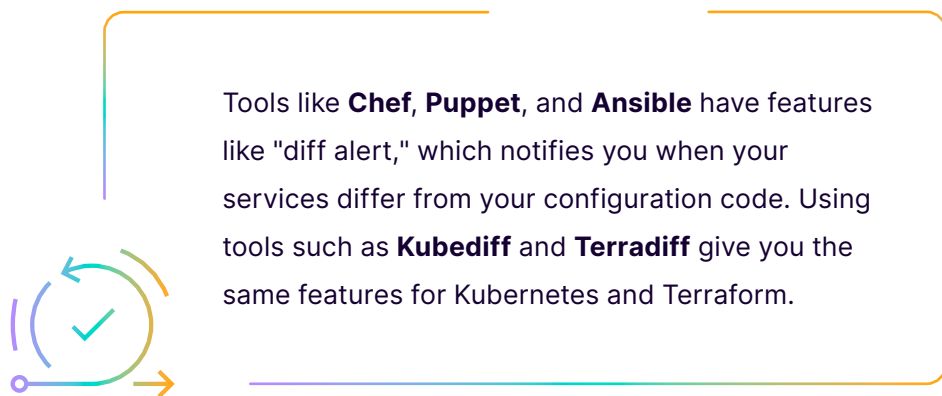 Tools like Chef, Puppet, and Ansible have features
like "diff alert," which notifies you when your
services differ from your configuration code. Using
tools such as Kubediff and Terradiff give you the
same features for Kubernetes and Terraform.